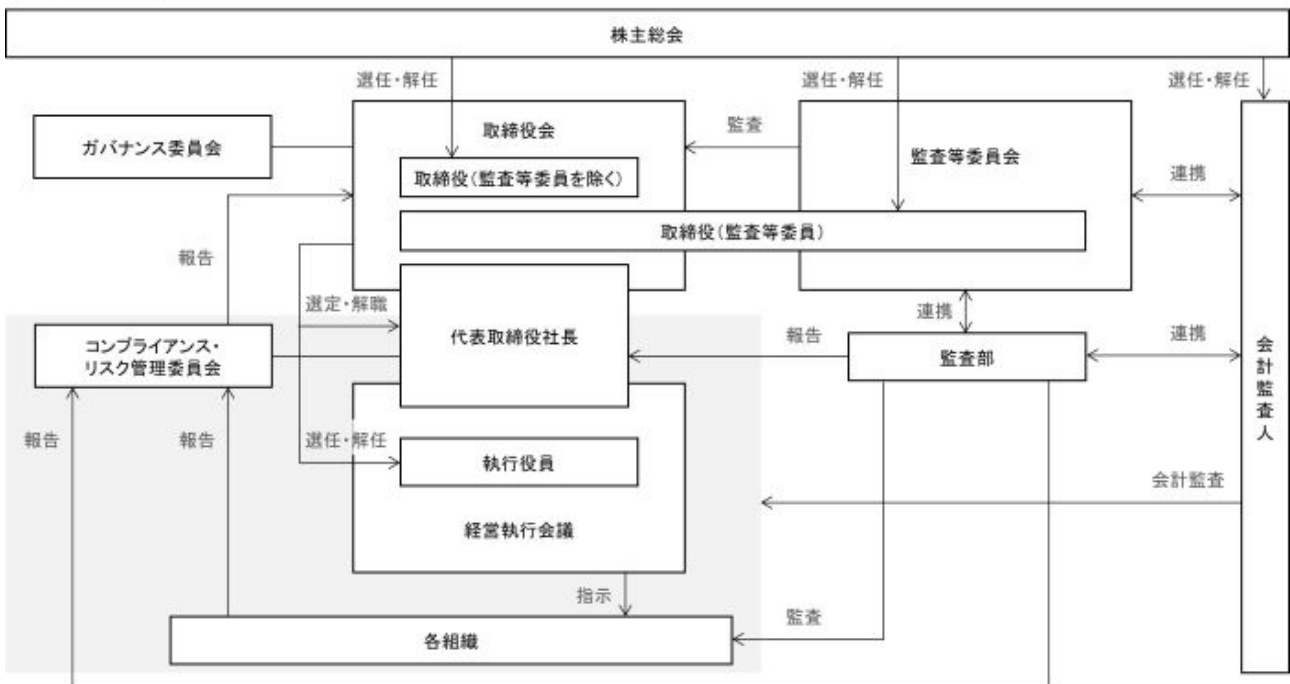 株主総会
選任・解任
選任・解任
選任・解任
取締役会
監査
監査等委員会
ガバナンス委員会
取締役(監査等委員を除く)
連携
取締役(監査等委員)
報告
選定・解職
連携
コンプライアンス・
リスク管理委員会
代表取締役社長
報告
監査部
連携
会計監査人
報告
報告
選任・解任
執行役員
会計監査
経営執行会議
指示
監査
各組織